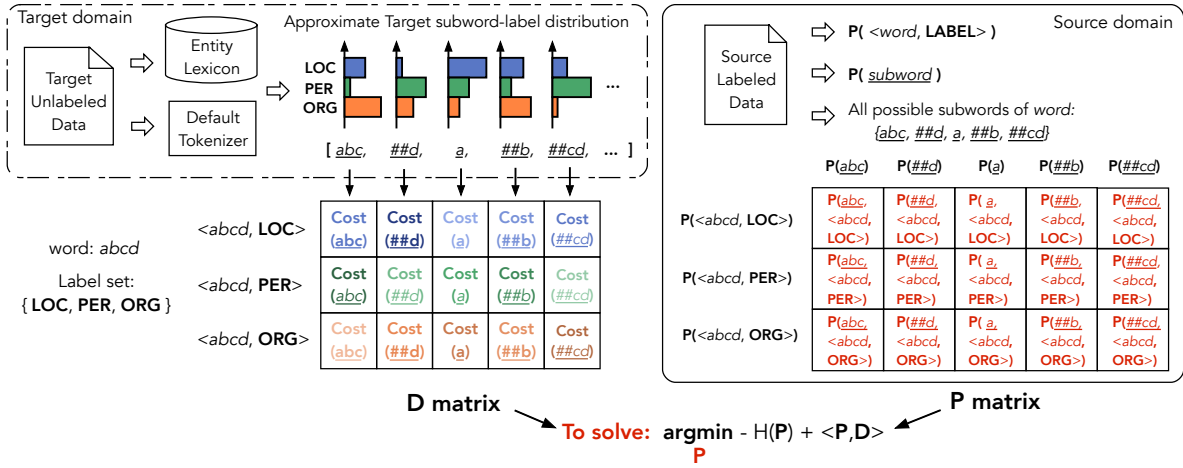 Target domain
Target
Unlabeled
Data
Entity
Lexicon
Default
Tokenizer
Approximate Target subword-label distribution
LOC
PER
ORG
...
[ abc, ##d, a, ##b, ##cd, ... ]
word: abcd
Label set:
{ LOC, PER, ORG }
<abcd, LOC>
Cost (abc)
Cost (##d)
Cost (a)
Cost (##b)
Cost (##cd)
<abcd, PER>
Cost (abc)
Cost (##d)
Cost (a)
Cost (##b)
Cost (##cd)
<abcd, ORG>
Cost (abc)
Cost (##d)
Cost (a)
Cost (##b)
Cost (##cd)
D matrix
Source domain
Source
Labeled
Data
P( <word, LABEL> )
P( subword )
All possible subwords of word:
{abc, ##d, a, ##b, ##cd}
P(abc) P(##d) P(a) P(##b) P(##cd)
P(<abcd, LOC>)
P(abc, <abcd, LOC>)
P(##d, <abcd, LOC>)
P( a, <abcd, LOC>)
P(##b, <abcd, LOC>)
P(##cd, <abcd, LOC>)
P(<abcd, PER>)
P(abc, <abcd, PER>)
P(##d, <abcd, PER>)
P( a, <abcd, PER>)
P(##b, <abcd, PER>)
P(##cd, <abcd, PER>)
P(<abcd, ORG>)
P(abc, <abcd, ORG>)
P(##d, <abcd, ORG>)
P( a, <abcd, ORG>)
P(##b, <abcd, ORG>)
P(##cd, <abcd, ORG>)
P matrix
To solve: argmin - H(P) + <P,D>
P